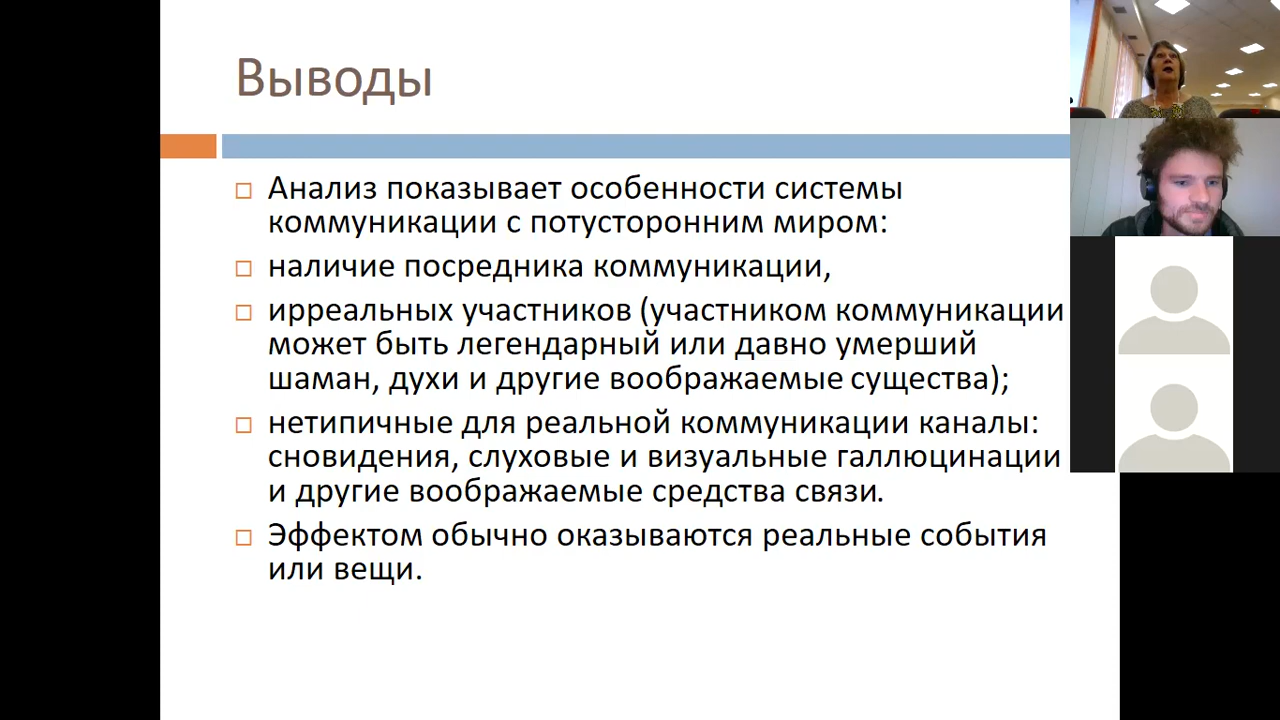 Выводы
Анализ показывает особенности системы
коммуникации с потусторонним миром:
наличие посредника коммуникации,
ирреальных участников (участником коммуникации
может быть легендарный или давно умерший
шаман, духи и другие воображаемые существа);
нетипичные для реальной коммуникации каналы:
сновидения, слуховые и визуальные галлюцинации
и другие воображаемые средства связи.
Эффектом обычно оказываются реальные события
или вещи.